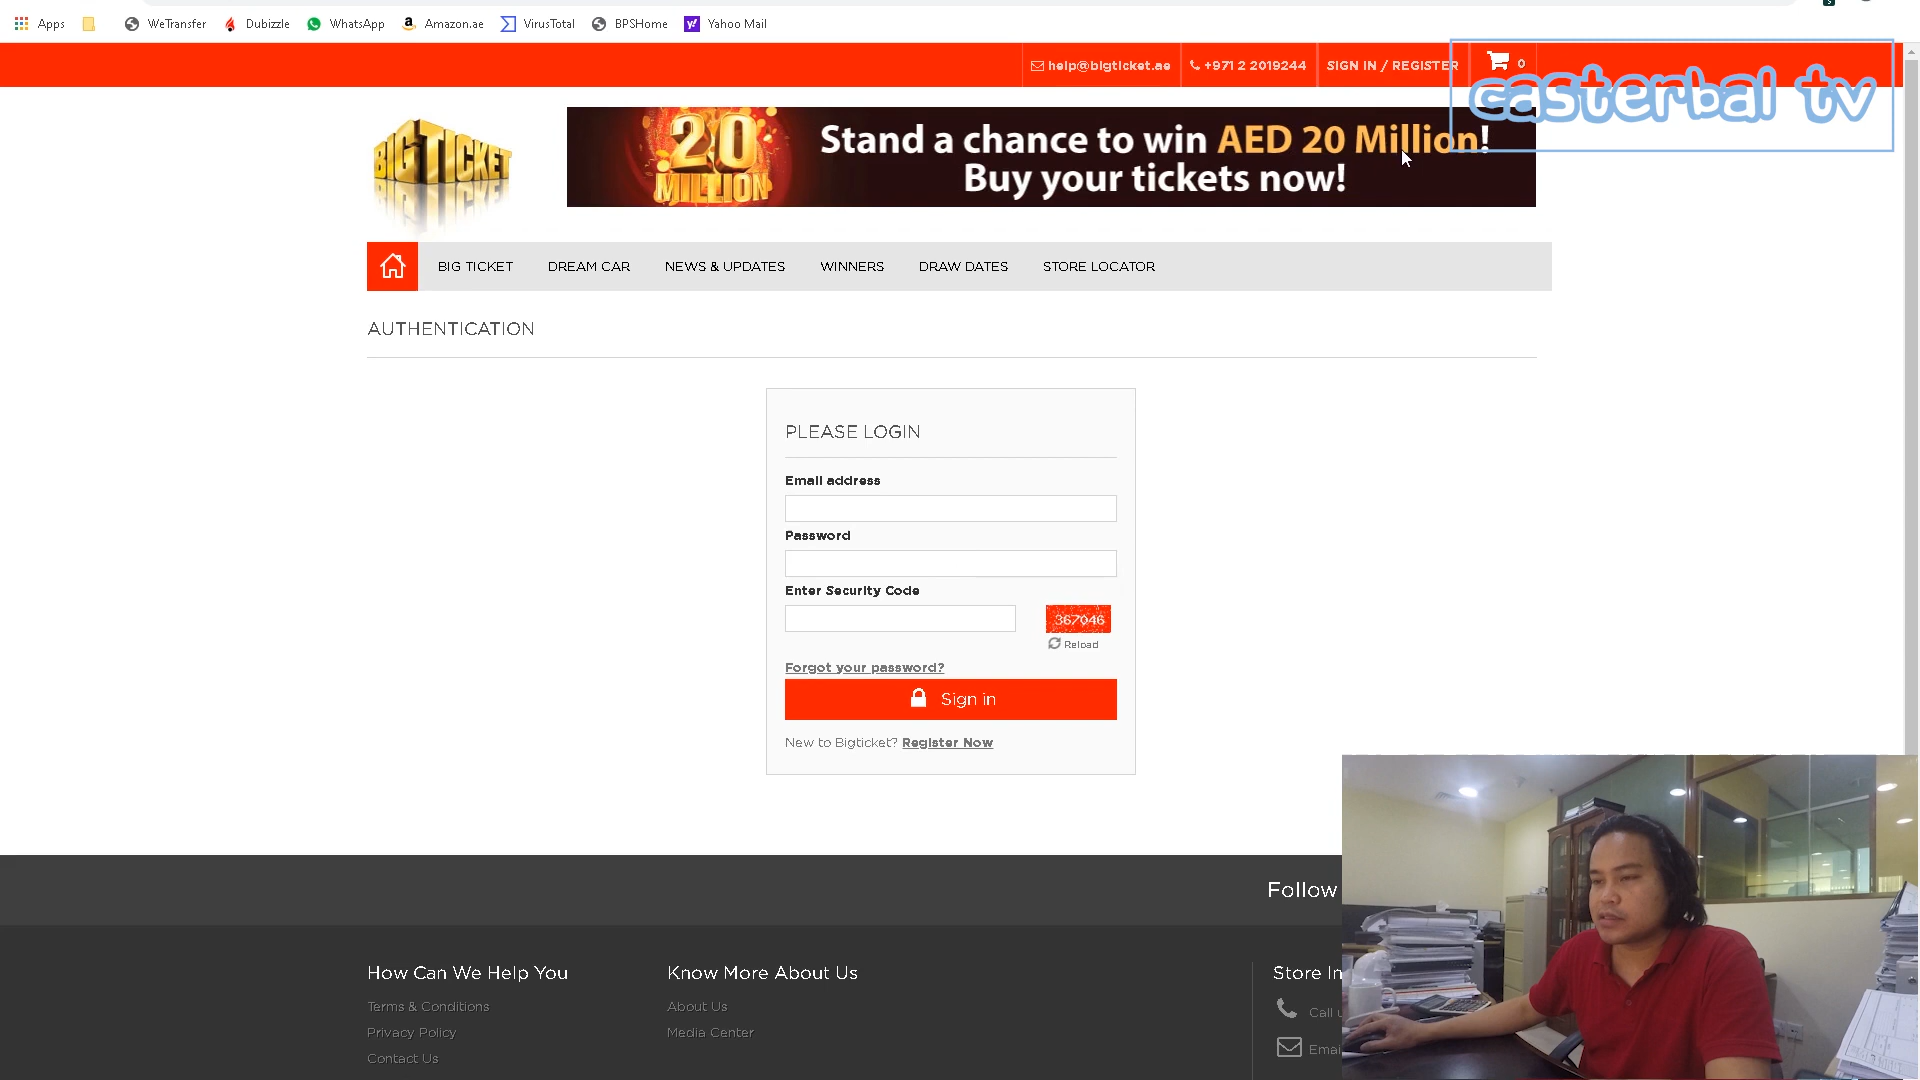 Apps
WeTransfer
Dubizzle
WhatsApp
Amazon.ae
VirusTotal
BPSHome
Yahoo Mail
help@bigticket.ae
+971 2 2019244
SIGN IN / REGISTER
0
casterbal tv
BIG TICKET
20
MILLION
Stand a chance to win AED 20 Million!
Buy your tickets now!
BIG TICKET
DREAM CAR
NEWS & UPDATES
WINNERS
DRAW DATES
STORE LOCATOR
AUTHENTICATION
PLEASE LOGIN
Email address
Password
Enter Security Code
367046
Reload
Forgot your password?
Sign in
New to Bigticket? Register Now
Follow
How Can We Help You
Know More About Us
Store In
Terms & Conditions
About Us
Call u
Privacy Policy
Media Center
Emai
Contact Us